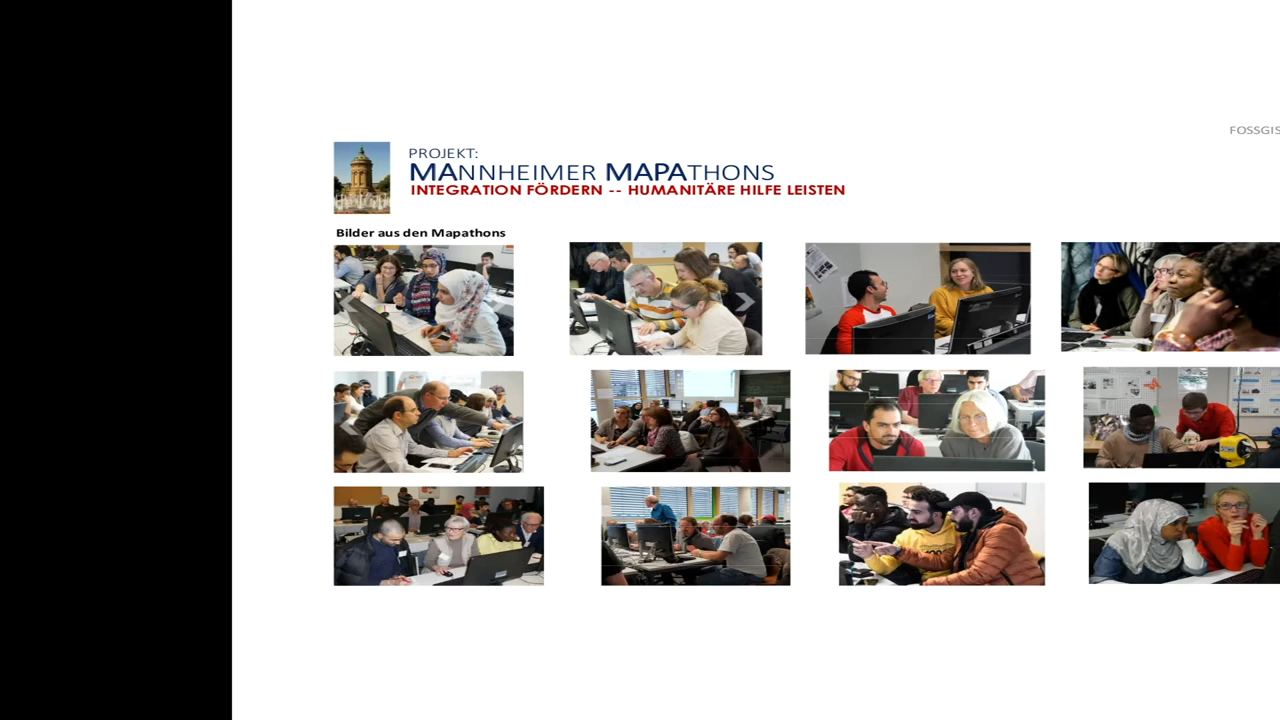 FOSSGIS
PROJEKT:
MANNHEIMER MAPATHONS
INTEGRATION FÖRDERN -- HUMANITÄRE HILFE LEISTEN
Bilder aus den Mapathons